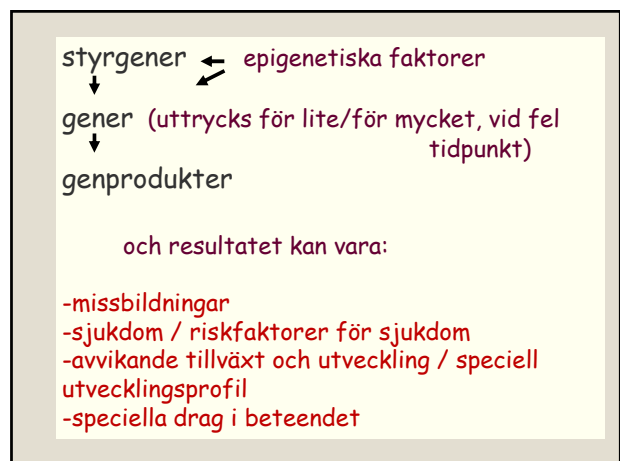 styrgener epigenetiska faktorer
gener (uttrycks för lite/för mycket, vid fel
tidpunkt)
genprodukter
och resultatet kan vara:
-missbildningar
-sjukdom / riskfaktorer för sjukdom
-avvikande tillväxt och utveckling / speciell
utvecklingsprofil
-speciella drag i beteendet